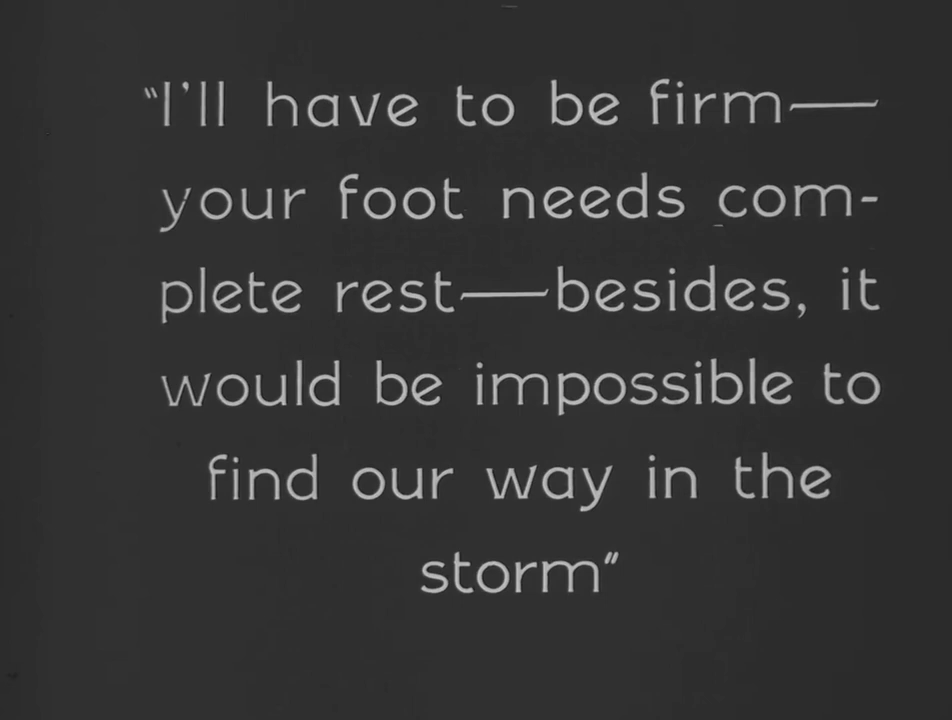 "I'll have to be firm—
your foot needs com-
plete rest—besides, it
would be impossible to
find our way in the
storm"